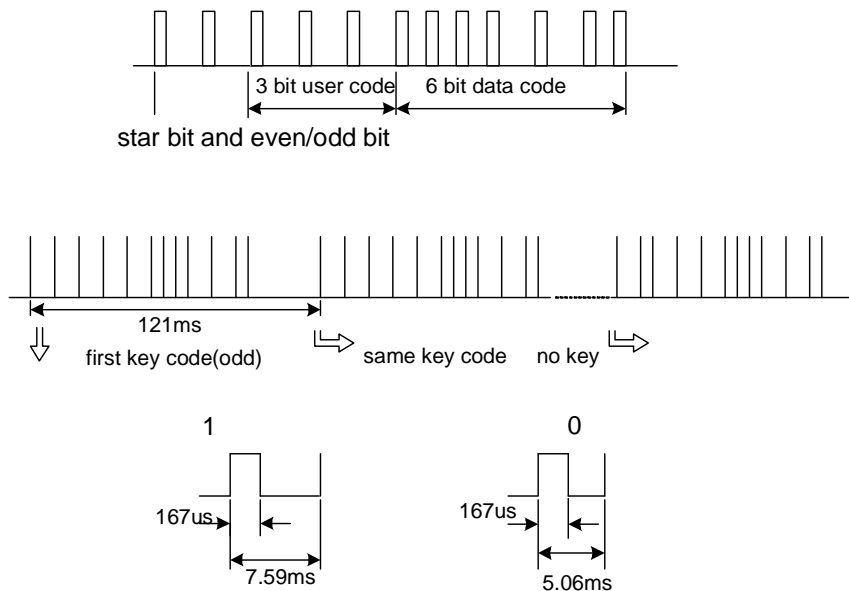 3 bit user code 6 bit data code
star bit and even/odd bit
121ms
first key code(odd) same key code no key
1 0
167us 167us
7.59ms 5.06ms